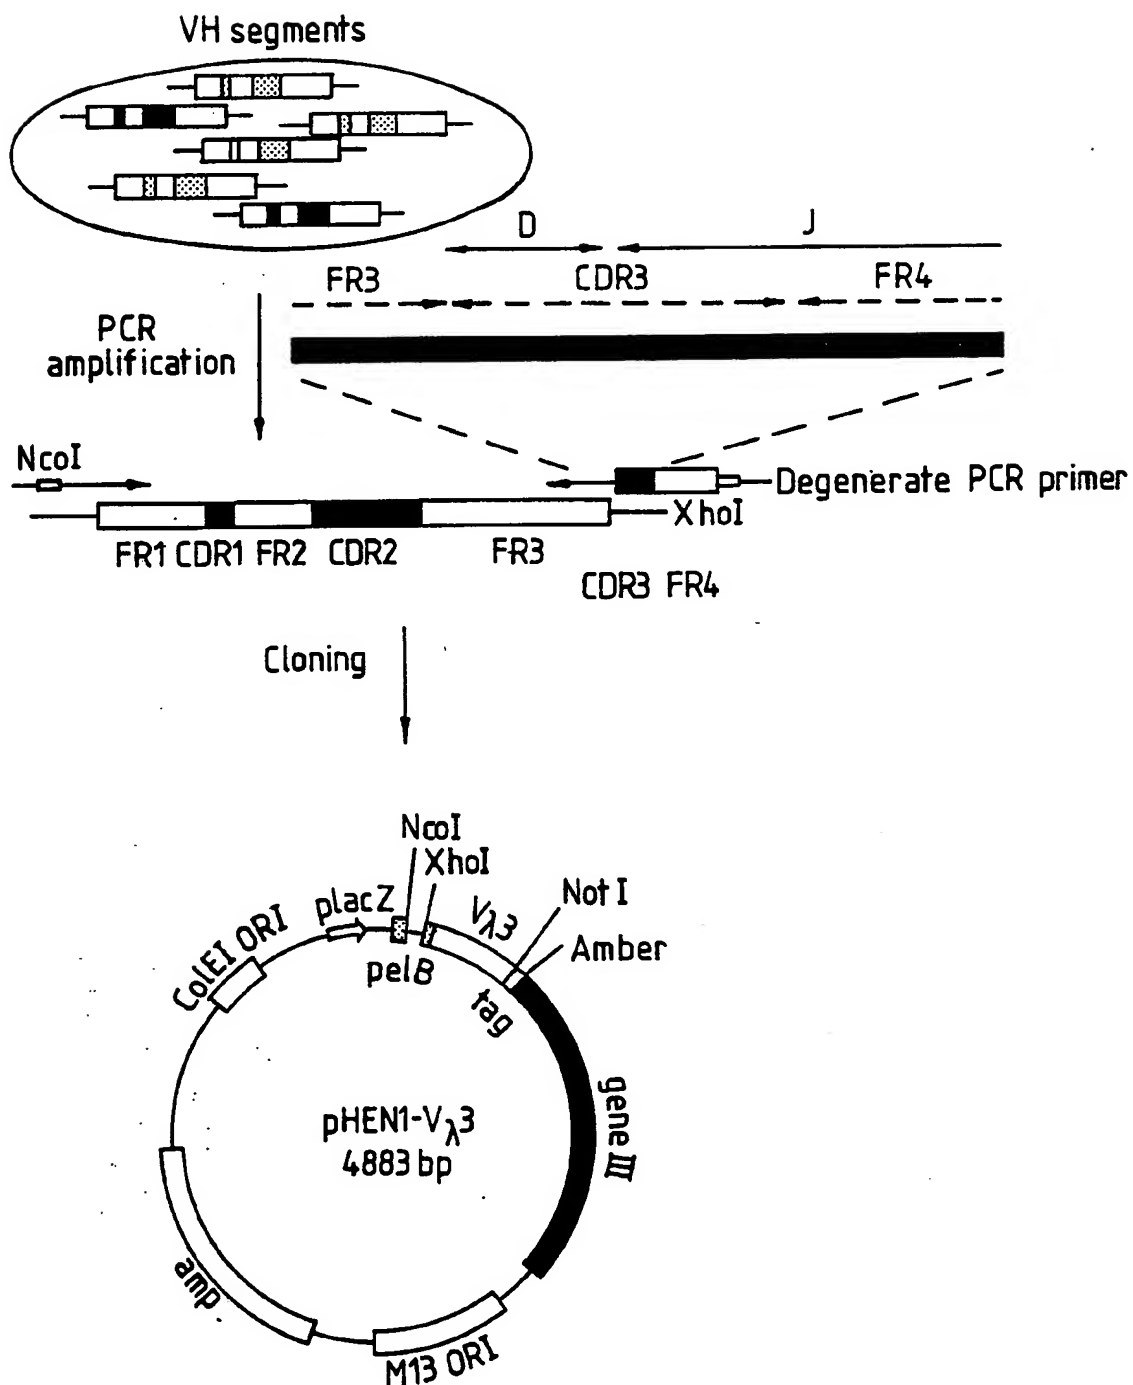 VH segments
D
J
FR3
CDR3
FR4
PCR
amplification
NcoI
Degenerate PCR primer
XhoI
FR1 CDR1 FR2 CDR2 FR3
CDR3 FR4
Cloning
NcoI
XhoI
placZ
Vλ3
Not I
Amber
ColEI ORI
pelB
tag
gene III
pHEN1-Vλ3
4883 bp
amp
M13 ORI